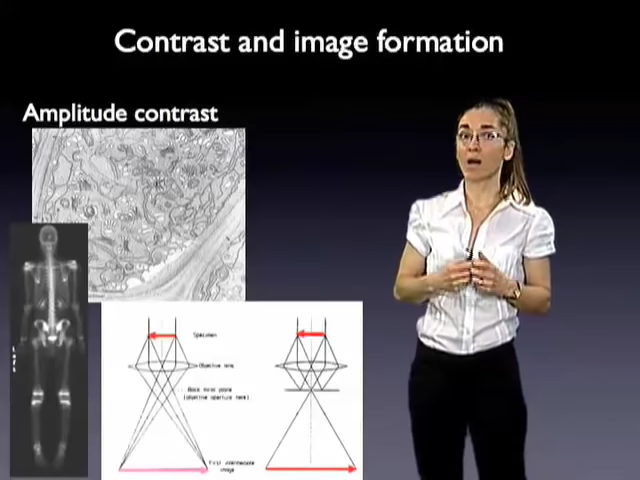 Contrast and image formation
Amplitude contrast
Specimen
Objective lens
Back focal plane
(objective aperture here)
First intermediate
image